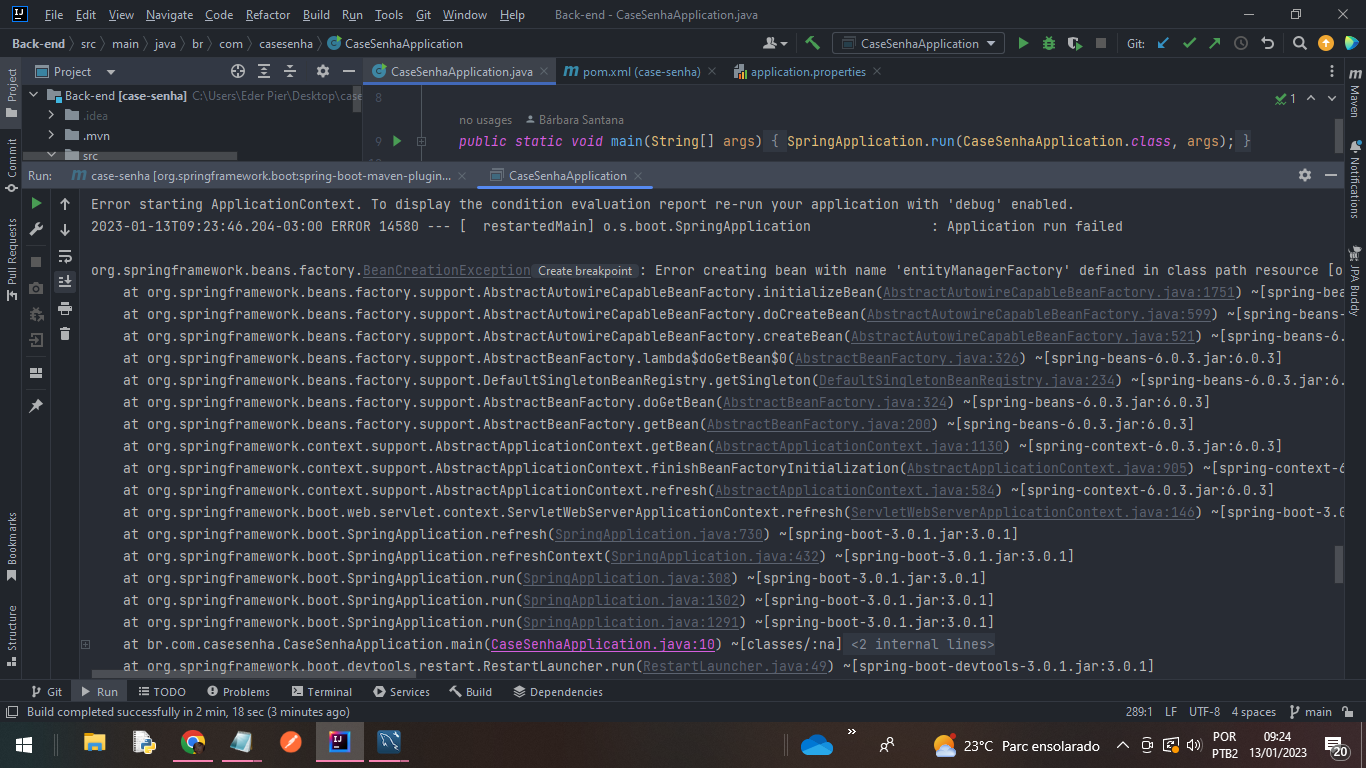 File Edit View Navigate Code Refactor Build Run Tools Git Window Help Back-end - CaseSenhaApplication.java
Back-end src main java br com casesenha CaseSenhaApplication CaseSenhaApplication Git:
Project CaseSenhaApplication.java pom.xml (case-senha) application.properties
Back-end [case-senha] C:\Users\Eder Pier\Desktop\case
.idea
.mvn
src
8
1
no usages Bárbara Santana
9 public static void main(String[] args) { SpringApplication.run(CaseSenhaApplication.class, args); }
Run: case-senha [org.springframework.boot:spring-boot-maven-plugin... CaseSenhaApplication
Error starting ApplicationContext. To display the condition evaluation report re-run your application with 'debug' enabled.
2023-01-13T09:23:46.204-03:00 ERROR 14580 --- [  restartedMain] o.s.boot.SpringApplication               : Application run failed
org.springframework.beans.factory.BeanCreationException Create breakpoint : Error creating bean with name 'entityManagerFactory' defined in class path resource [o
at org.springframework.beans.factory.support.AbstractAutowireCapableBeanFactory.initializeBean(AbstractAutowireCapableBeanFactory.java:1751) ~[spring-bea
at org.springframework.beans.factory.support.AbstractAutowireCapableBeanFactory.doCreateBean(AbstractAutowireCapableBeanFactory.java:599) ~[spring-beans-
at org.springframework.beans.factory.support.AbstractAutowireCapableBeanFactory.createBean(AbstractAutowireCapableBeanFactory.java:521) ~[spring-beans-6.
at org.springframework.beans.factory.support.AbstractBeanFactory.lambda$doGetBean$0(AbstractBeanFactory.java:326) ~[spring-beans-6.0.3.jar:6.0.3]
at org.springframework.beans.factory.support.DefaultSingletonBeanRegistry.getSingleton(DefaultSingletonBeanRegistry.java:234) ~[spring-beans-6.0.3.jar:6.
at org.springframework.beans.factory.support.AbstractBeanFactory.doGetBean(AbstractBeanFactory.java:324) ~[spring-beans-6.0.3.jar:6.0.3]
at org.springframework.beans.factory.support.AbstractBeanFactory.getBean(AbstractBeanFactory.java:200) ~[spring-beans-6.0.3.jar:6.0.3]
at org.springframework.context.support.AbstractApplicationContext.getBean(AbstractApplicationContext.java:1130) ~[spring-context-6.0.3.jar:6.0.3]
at org.springframework.context.support.AbstractApplicationContext.finishBeanFactoryInitialization(AbstractApplicationContext.java:905) ~[spring-context-6
at org.springframework.context.support.AbstractApplicationContext.refresh(AbstractApplicationContext.java:584) ~[spring-context-6.0.3.jar:6.0.3]
at org.springframework.boot.web.servlet.context.ServletWebServerApplicationContext.refresh(ServletWebServerApplicationContext.java:146) ~[spring-boot-3.0
at org.springframework.boot.SpringApplication.refresh(SpringApplication.java:730) ~[spring-boot-3.0.1.jar:3.0.1]
at org.springframework.boot.SpringApplication.refreshContext(SpringApplication.java:432) ~[spring-boot-3.0.1.jar:3.0.1]
at org.springframework.boot.SpringApplication.run(SpringApplication.java:308) ~[spring-boot-3.0.1.jar:3.0.1]
at org.springframework.boot.SpringApplication.run(SpringApplication.java:1302) ~[spring-boot-3.0.1.jar:3.0.1]
at org.springframework.boot.SpringApplication.run(SpringApplication.java:1291) ~[spring-boot-3.0.1.jar:3.0.1]
at br.com.casesenha.CaseSenhaApplication.main(CaseSenhaApplication.java:10) ~[classes/:na] <2 internal lines>
at org.springframework.boot.devtools.restart.RestartLauncher.run(RestartLauncher.java:49) ~[spring-boot-devtools-3.0.1.jar:3.0.1]
Project
Commit
Pull Requests
Bookmarks
Structure
Maven
Notifications
JPA Buddy
Git Run TODO Problems Terminal Services Build Dependencies
Build completed successfully in 2 min, 18 sec (3 minutes ago) 289:1 LF UTF-8 4 spaces main
23°C Parc ensolarado
POR
PTB2
09:24
13/01/2023
20